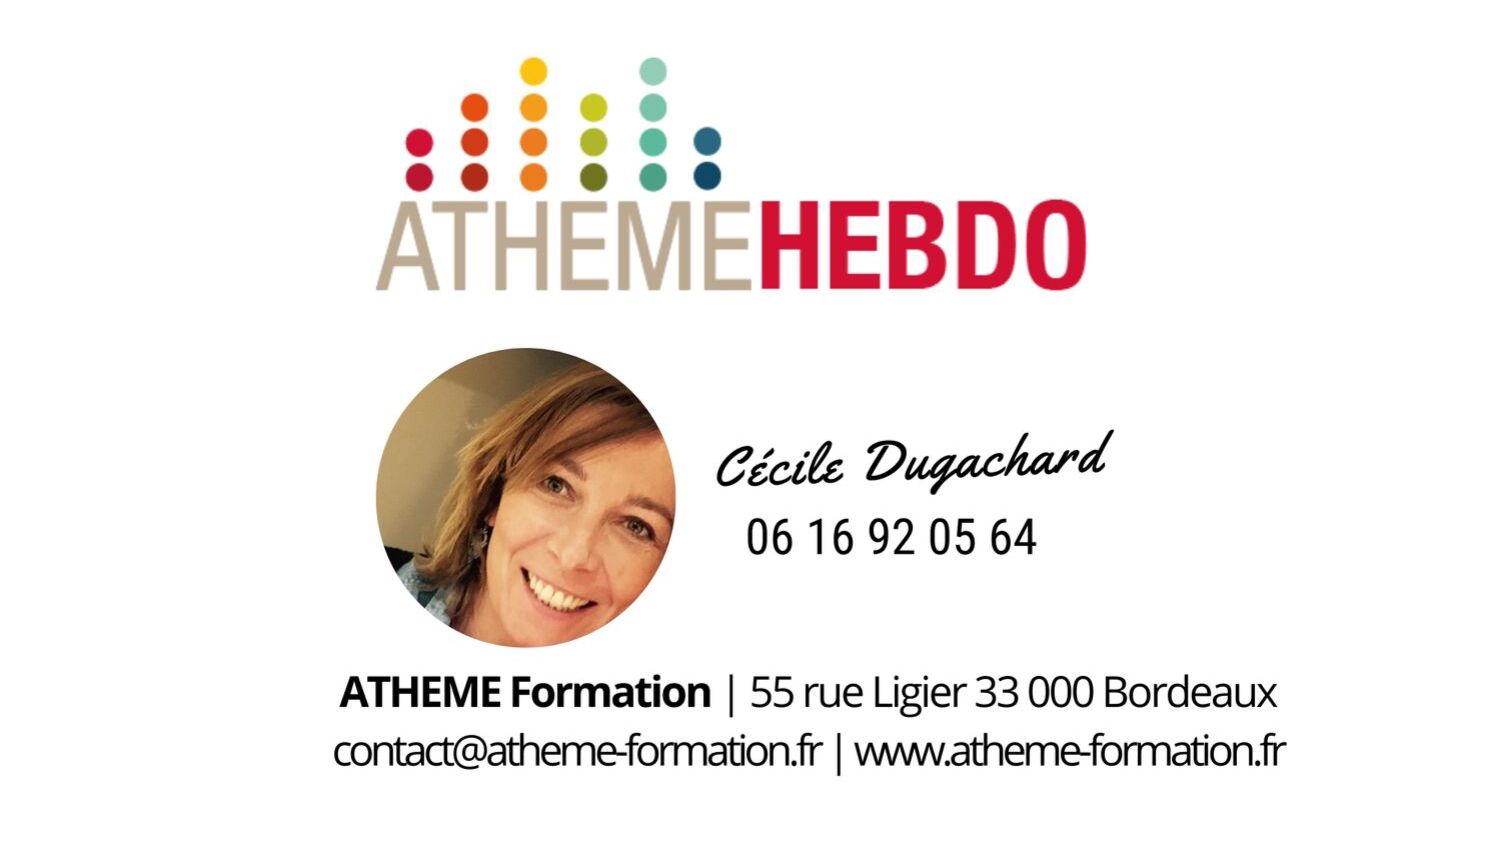 ATHEMEHEBDO
Cécile Dugachard
06 16 92 05 64
ATHEME Formation | 55 rue Ligier 33 000 Bordeaux
contact@atheme-formation.fr | www.atheme-formation.fr